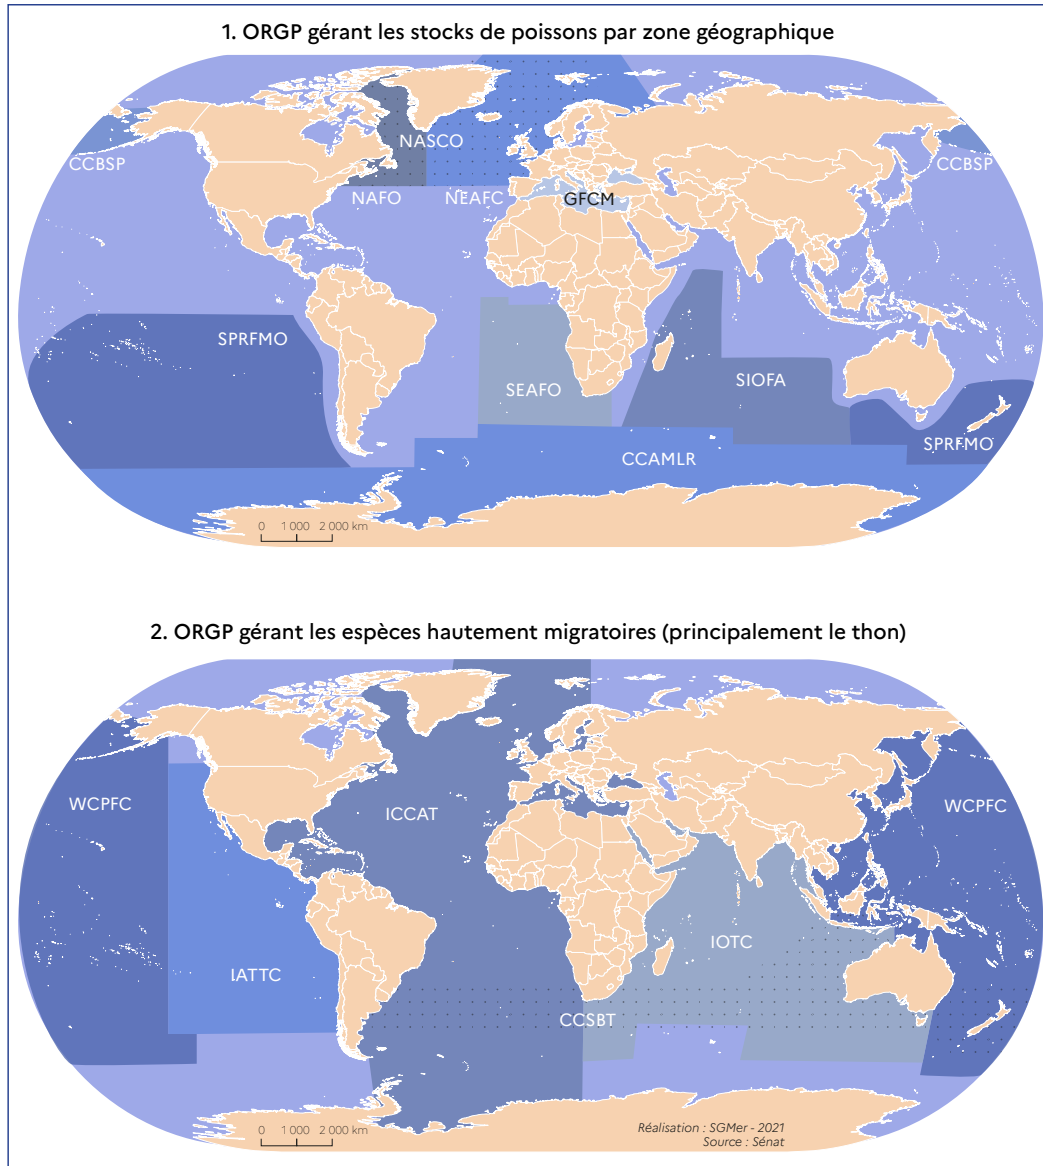 1. ORGP gérant les stocks de poissons par zone géographique
NASCO
CCBSP
CCBSP
NAFO
NEAFC
GFCM
SPRFMO
SEAFO
SIOFA
SPRFMO
CCAMLR
0 1 000 2 000 km
2. ORGP gérant les espèces hautement migratoires (principalement le thon)
WCPFC
ICCAT
WCPFC
IOTC
IATTC
CCSBT
0 1 000 2 000 km
Réalisation : SGMer - 2021
Source : Sénat